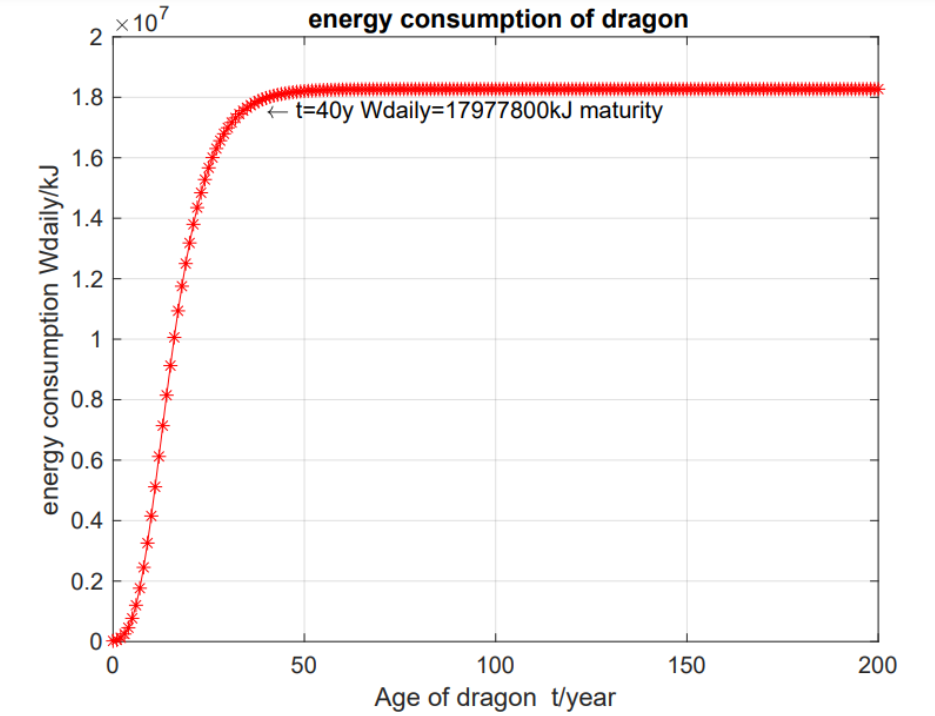 energy consumption of dragon
×10⁷
2
1.8
1.6
1.4
1.2
1
0.8
0.6
0.4
0.2
0
energy consumption Wdaily/kJ
← t=40y Wdaily=17977800kJ maturity
0 50 100 150 200
Age of dragon t/year